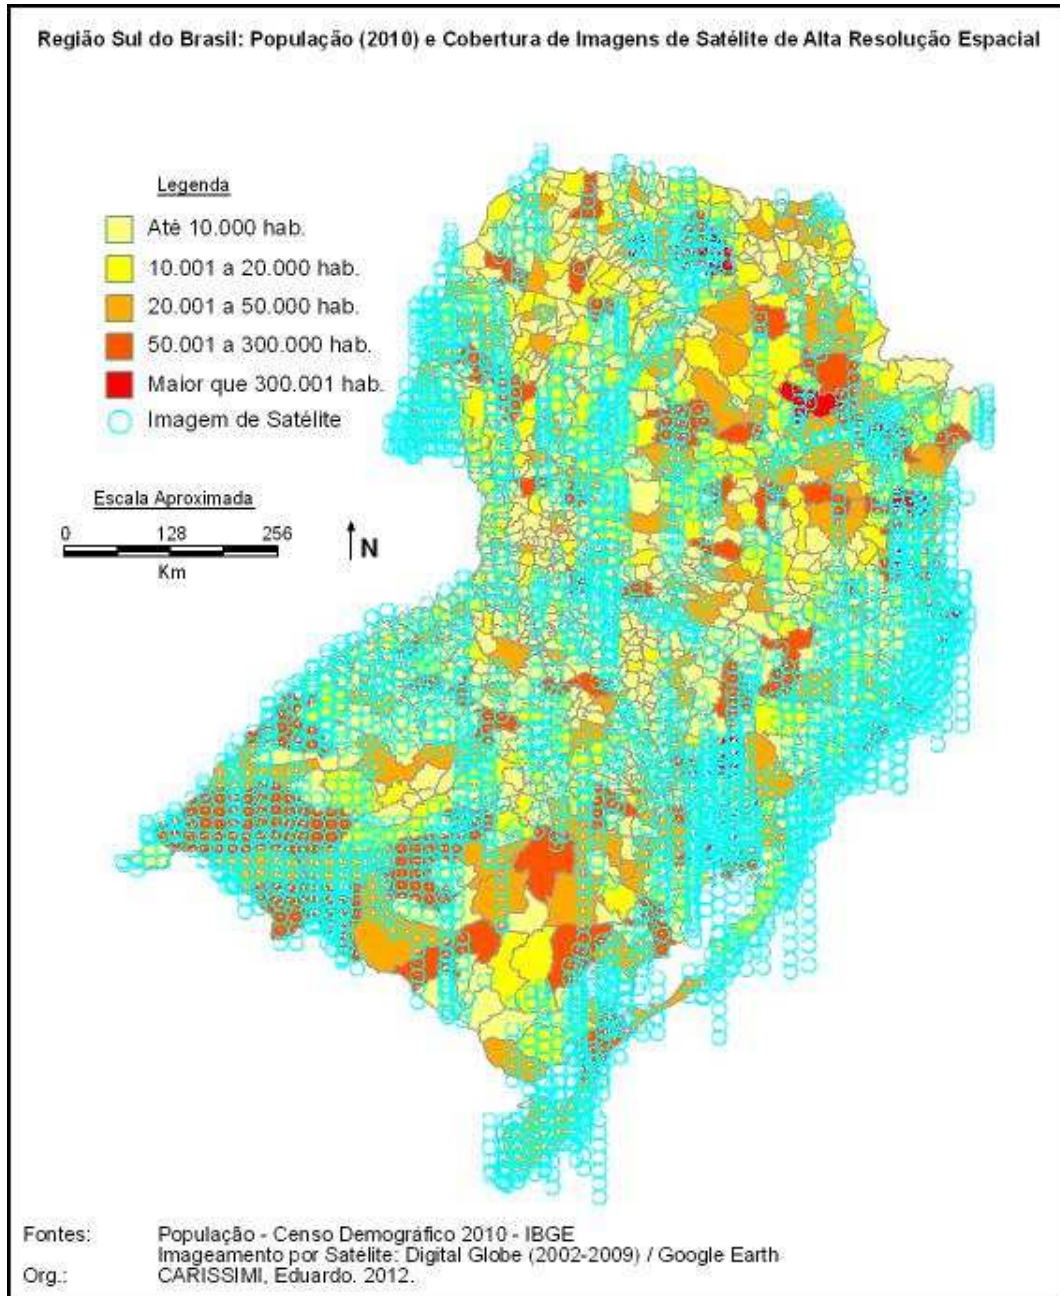 Região Sul do Brasil: População (2010) e Cobertura de Imagens de Satélite de Alta Resolução Espacial
Legenda
Até 10.000 hab.
10.001 a 20.000 hab.
20.001 a 50.000 hab.
50.001 a 300.000 hab.
Maior que 300.001 hab.
Imagem de Satélite
Escala Aproximada
0 128 256
Km
N
Fontes: População - Censo Demográfico 2010 - IBGE
Imageamento por Satélite: Digital Globe (2002-2009) / Google Earth
Org.: CARISSIMI, Eduardo. 2012.